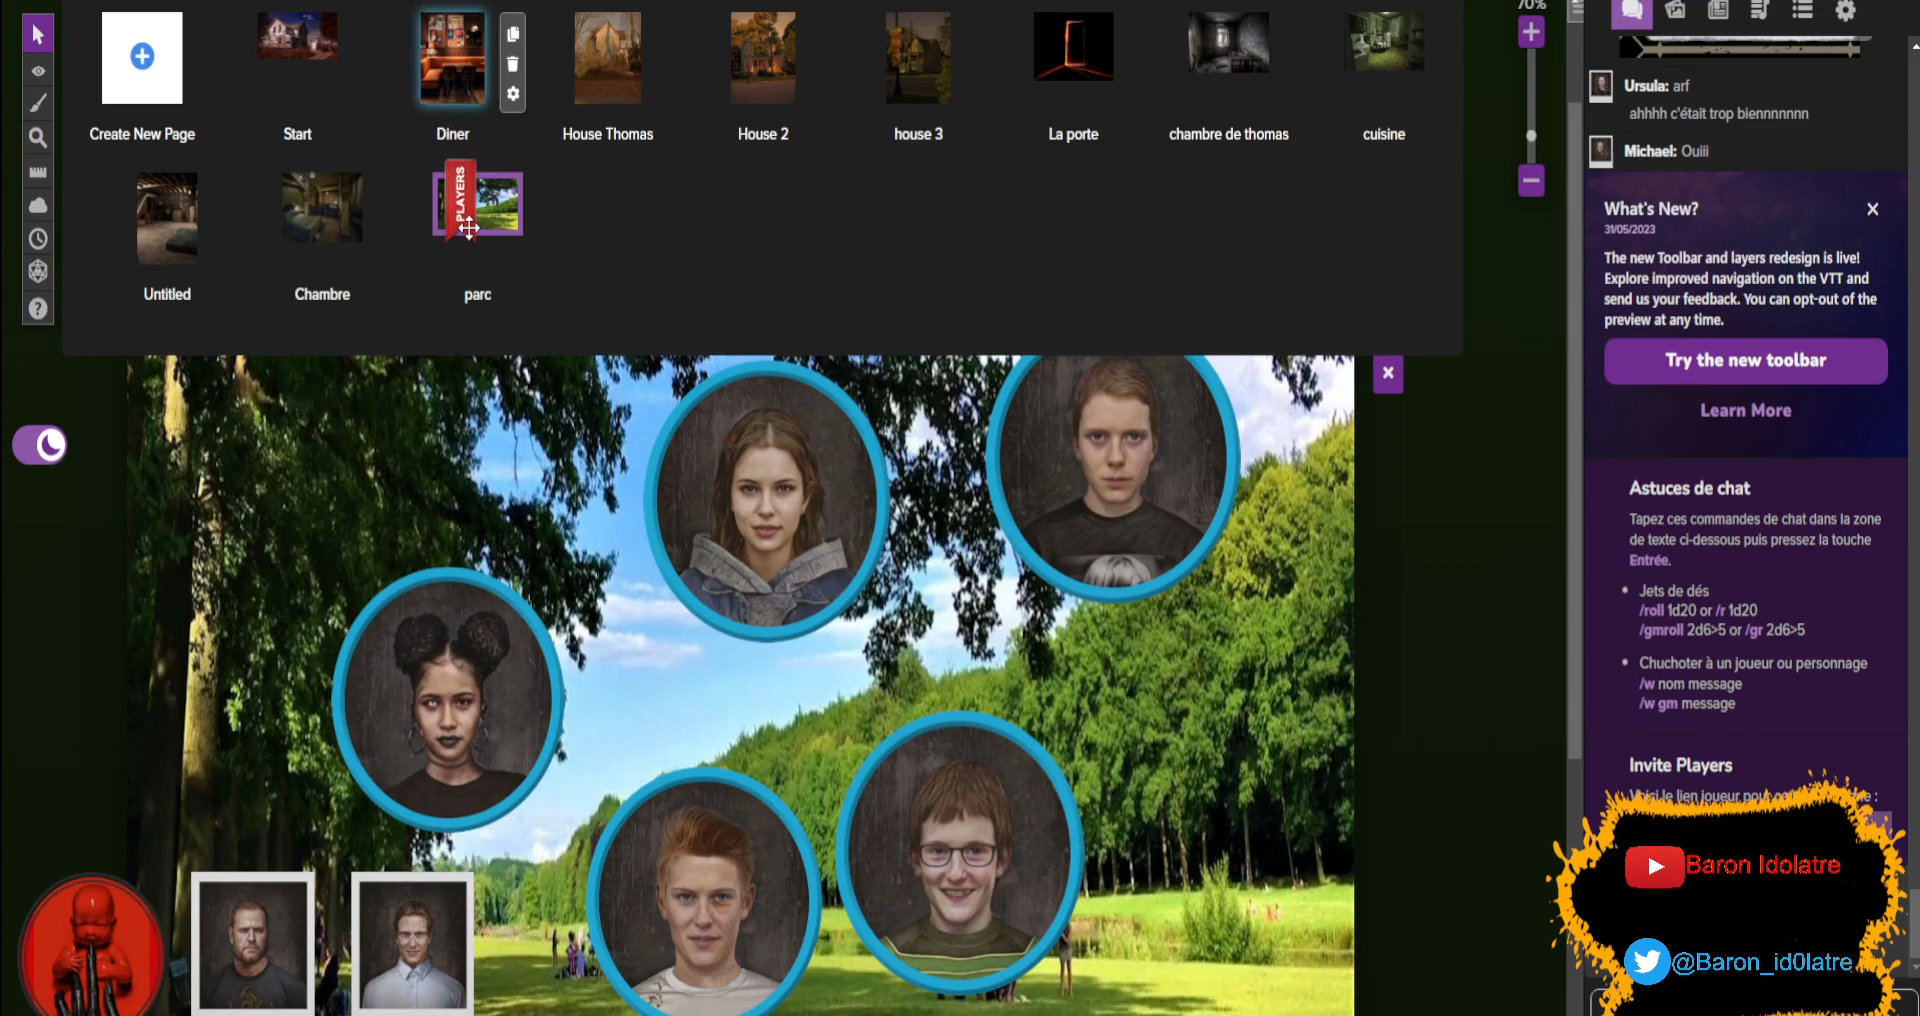 70%
Create New Page
Start
Diner
House Thomas
House 2
house 3
La porte
chambre de thomas
cuisine
PLAYERS
Untitled
Chambre
parc
Ursula: arf
ahhhh c'était trop biennnnnnn
Michael: Ouiii
What's New?
31/05/2023
The new Toolbar and layers redesign is live!
Explore improved navigation on the VTT and
send us your feedback. You can opt-out of the
preview at any time.
Try the new toolbar
Learn More
Astuces de chat
Tapez ces commandes de chat dans la zone
de texte ci-dessous puis pressez la touche
Entrée.
Jets de dés
/roll 1d20 or /r 1d20
/gmroll 2d6>5 or /gr 2d6>5
Chuchoter à un joueur ou personnage
/w nom message
/w gm message
Invite Players
Voici le lien joueur pour
Baron Idolatre
@Baron_id0latre